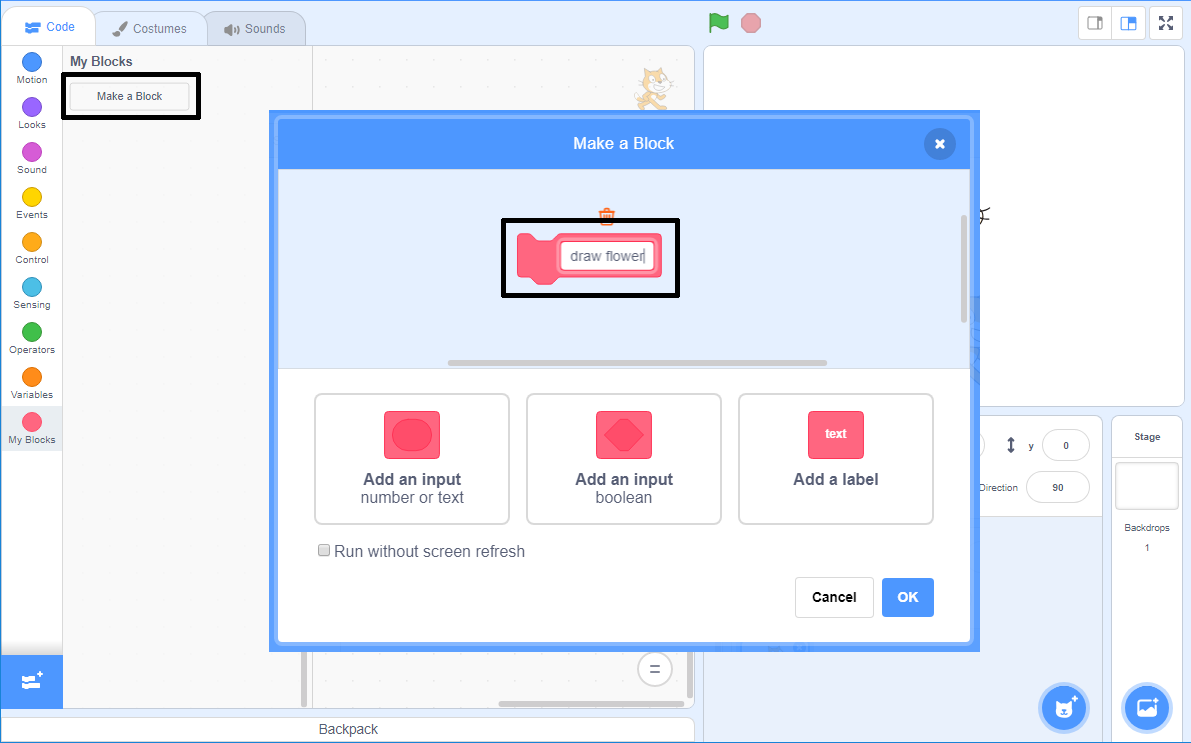 Code
Costumes
Sounds
Motion
Looks
Sound
Events
Control
Sensing
Operators
Variables
My Blocks
My Blocks
Make a Block
Make a Block
draw flower
Add an input
number or text
Add an input
boolean
text
Add a label
Run without screen refresh
Cancel
OK
y
0
Direction
90
Stage
Backdrops
1
Backpack